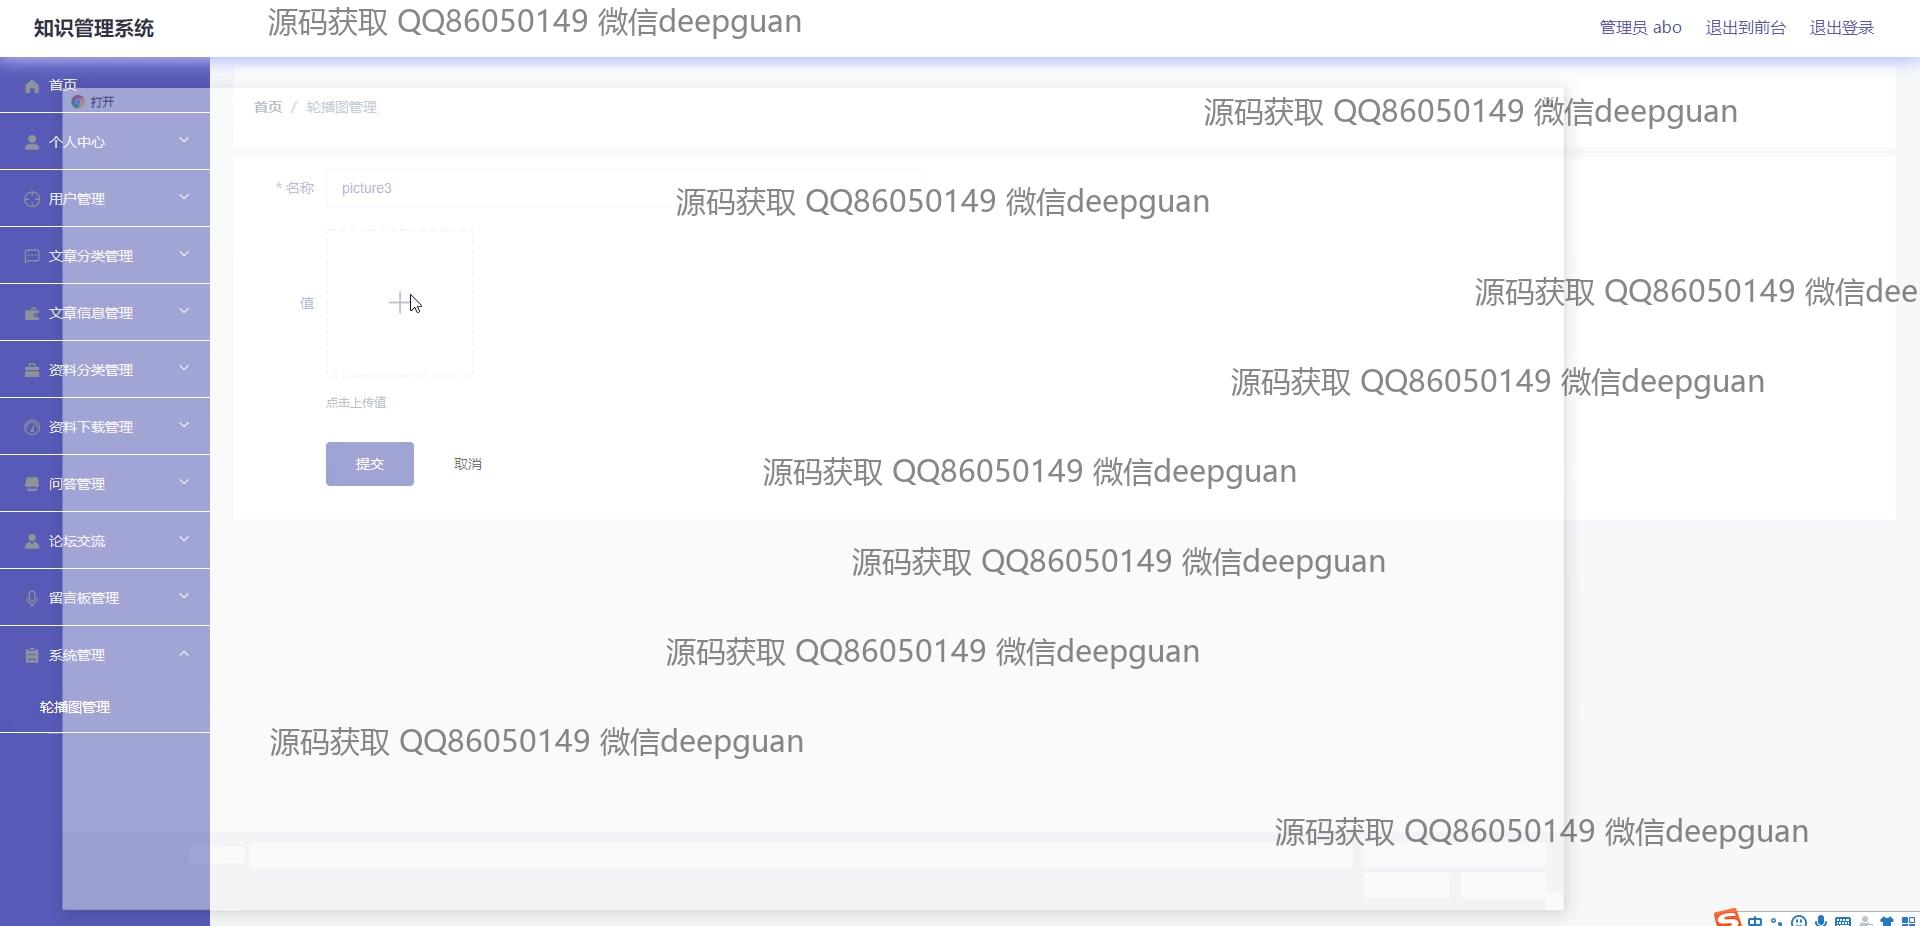 知识管理系统
源码获取 QQ86050149 微信deepguan
管理员 abo
退出到前台
退出登录
首页
打开
首页 / 轮播图管理
源码获取 QQ86050149 微信deepguan
个人中心
* 名称
picture3
用户管理
源码获取 QQ86050149 微信deepguan
文章分类管理
值
源码获取 QQ86050149 微信dee
文章信息管理
资料分类管理
源码获取 QQ86050149 微信deepguan
点击上传值
资料下载管理
提交
取消
源码获取 QQ86050149 微信deepguan
问答管理
论坛交流
源码获取 QQ86050149 微信deepguan
留言板管理
系统管理
源码获取 QQ86050149 微信deepguan
轮播图管理
源码获取 QQ86050149 微信deepguan
源码获取 QQ86050149 微信deepguan
中